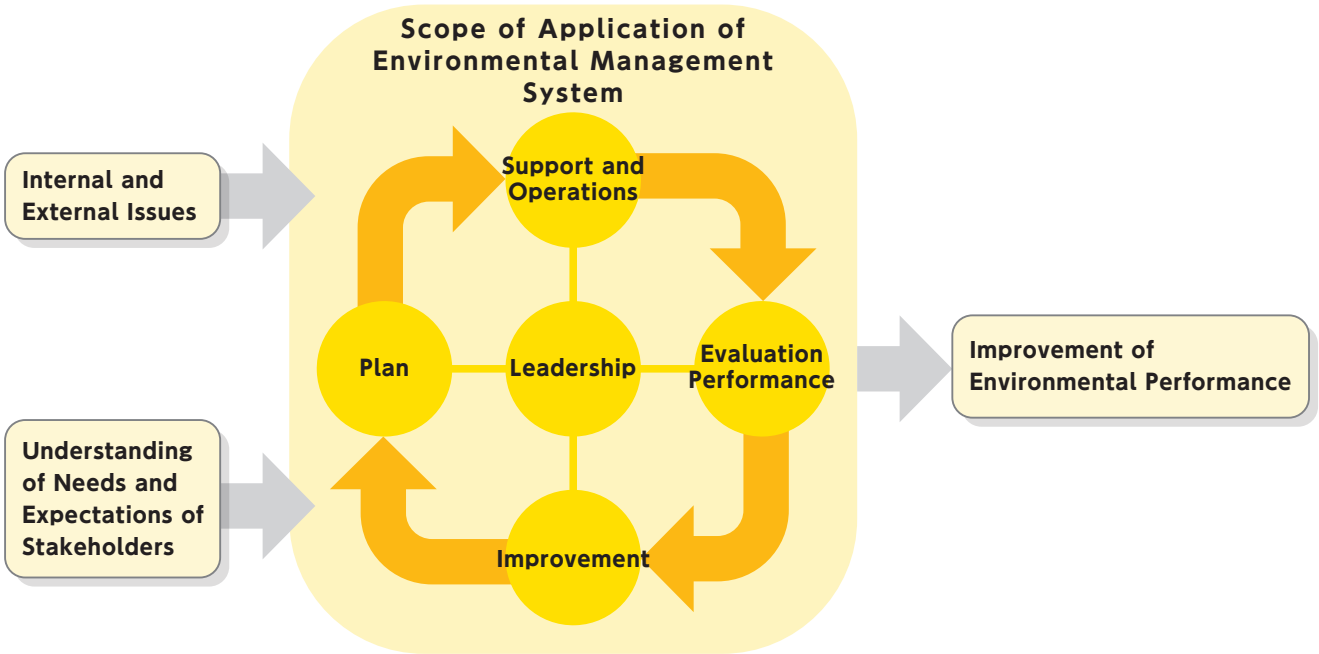 Scope of Application of
Environmental Management
System
Internal and
External Issues
Support and
Operations
Plan
Leadership
Evaluation
Performance
Improvement of
Environmental Performance
Understanding
of Needs and
Expectations of
Stakeholders
Improvement